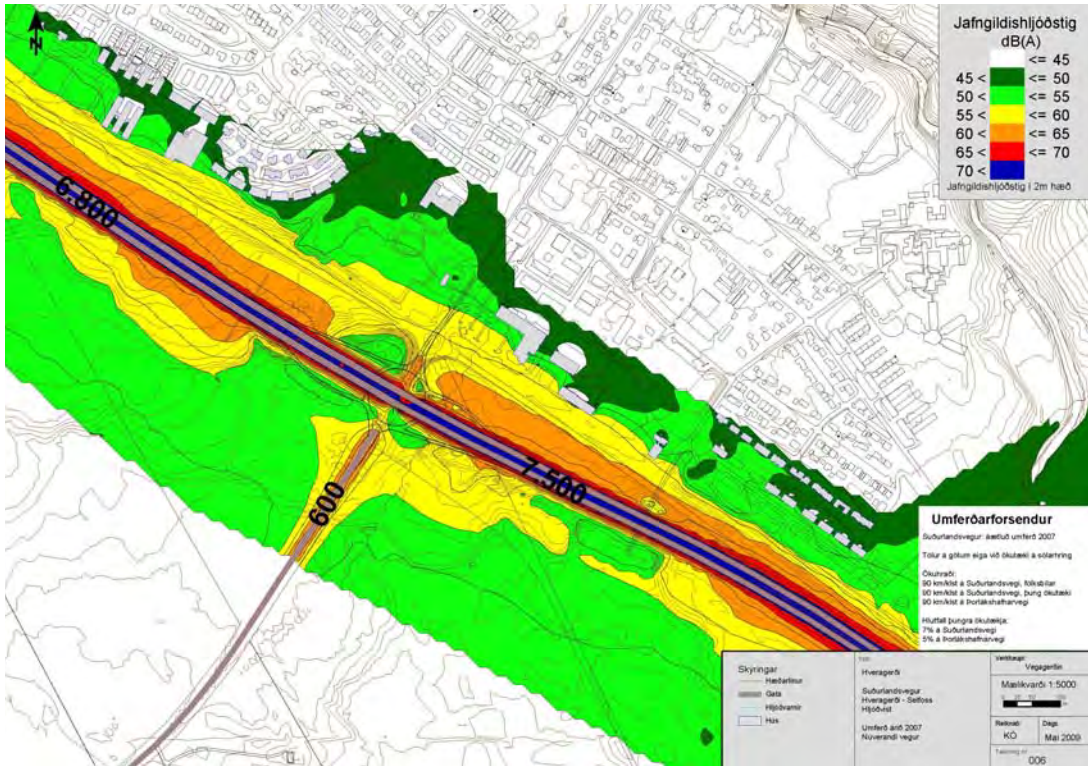 N
Jafngildishljóðstig
dB(A)
<= 45
45 < <= 50
50 < <= 55
55 < <= 60
60 < <= 65
65 < <= 70
70 <
Jafngildishljóðstig í 2m hæð
6.800
7.500
600
Umferðarforsendur
Suðurlandsvegur: áætluð umferð 2007
Tölur á götum eiga við ökutæki á sólarhring
Ökuhraði:
90 km/klst á Suðurlandsvegi, fólksbílar
80 km/klst á Suðurlandsvegi, þung ökutæki
90 km/klst á Þorlákshafnarvegi
Hlutfall þungra ökutækja:
7% á Suðurlandsvegi
5% á Þorlákshafnarvegi
Skýringar
Hæðarlínur
Gata
Hljóðvarnir
Hús
Hveragerði
Suðurlandsvegur
Hveragerði - Selfoss
Hljóðvist
Umferð árið 2007
Núverandi vegur
Verkkaupi:
Vegagerðin
Mælikvarði 1:5000
Reiknað:
KÓ
Dags:
Maí 2009
Teikning nr:
006